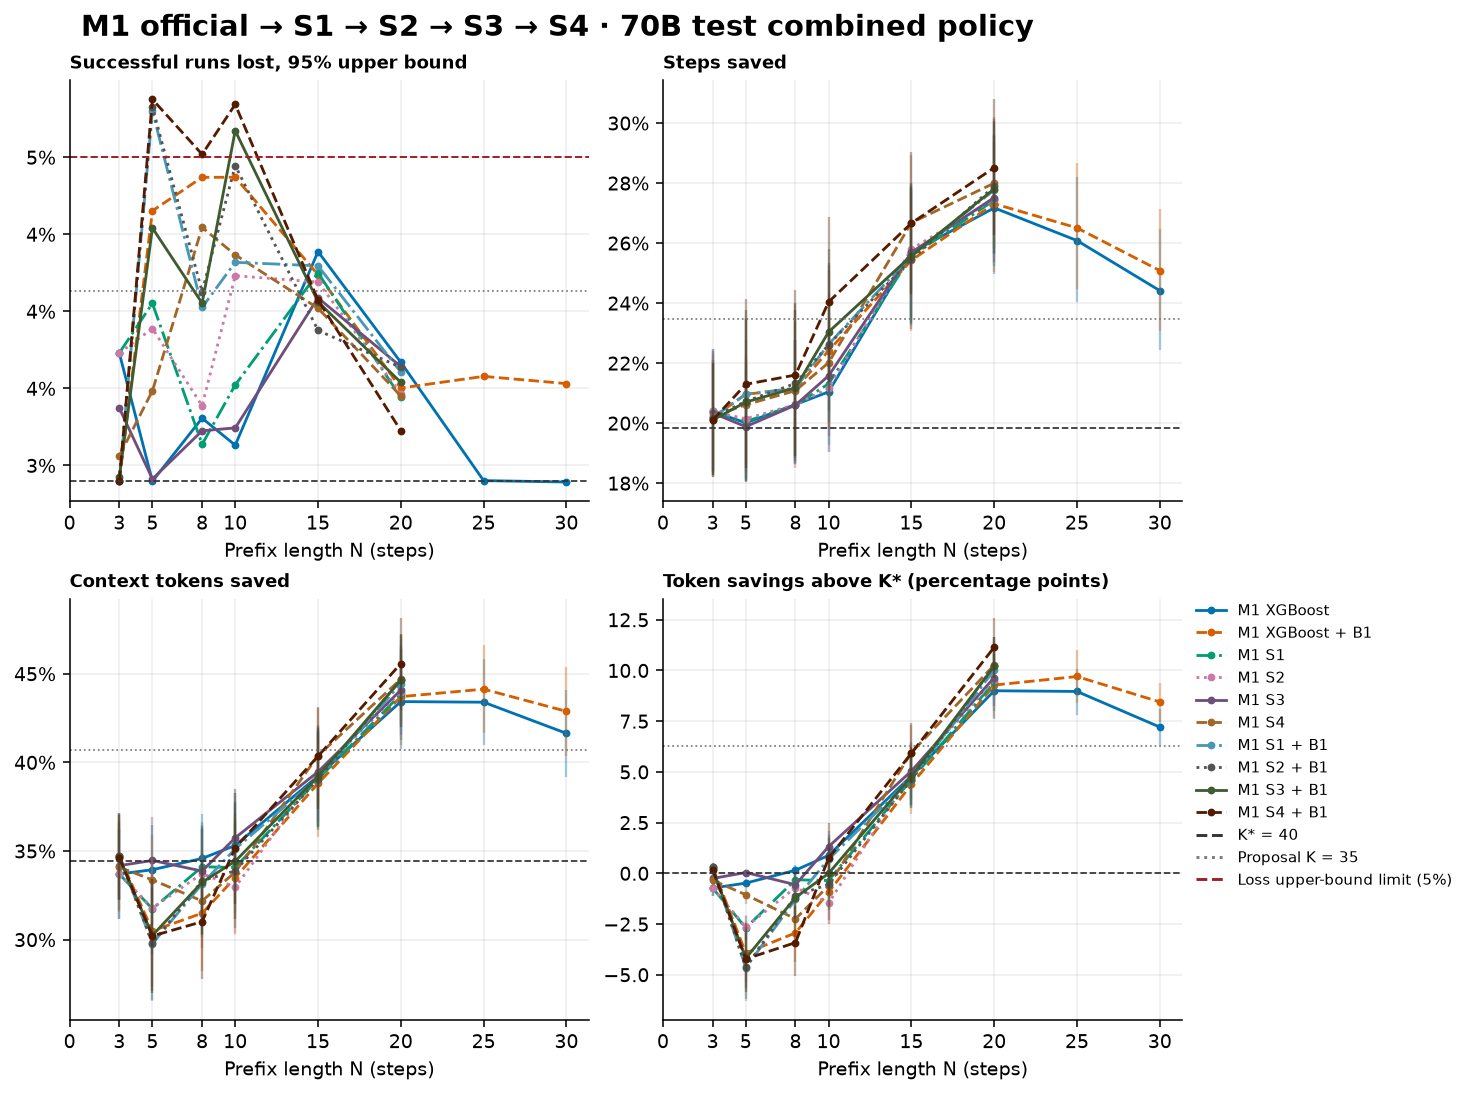 M1 official → S1 → S2 → S3 → S4 · 70B test combined policy
Successful runs lost, 95% upper bound
5%
4%
4%
4%
3%
0 3 5 8 10 15 20 25 30
Prefix length N (steps)
Steps saved
30%
28%
26%
24%
22%
20%
18%
0 3 5 8 10 15 20 25 30
Prefix length N (steps)
Context tokens saved
45%
40%
35%
30%
0 3 5 8 10 15 20 25 30
Prefix length N (steps)
Token savings above K* (percentage points)
12.5
10.0
7.5
5.0
2.5
0.0
−2.5
−5.0
0 3 5 8 10 15 20 25 30
Prefix length N (steps)
M1 XGBoost
M1 XGBoost + B1
M1 S1
M1 S2
M1 S3
M1 S4
M1 S1 + B1
M1 S2 + B1
M1 S3 + B1
M1 S4 + B1
K* = 40
Proposal K = 35
Loss upper-bound limit (5%)